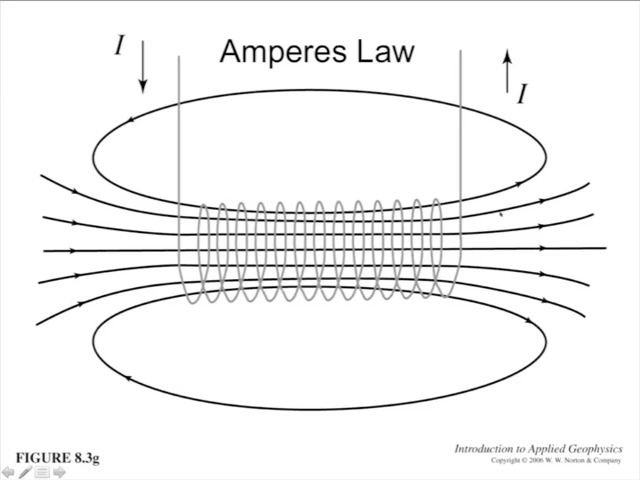 I
Amperes Law
I
FIGURE 8.3g
Introduction to Applied Geophysics
Copyright © 2006 W. W. Norton & Company